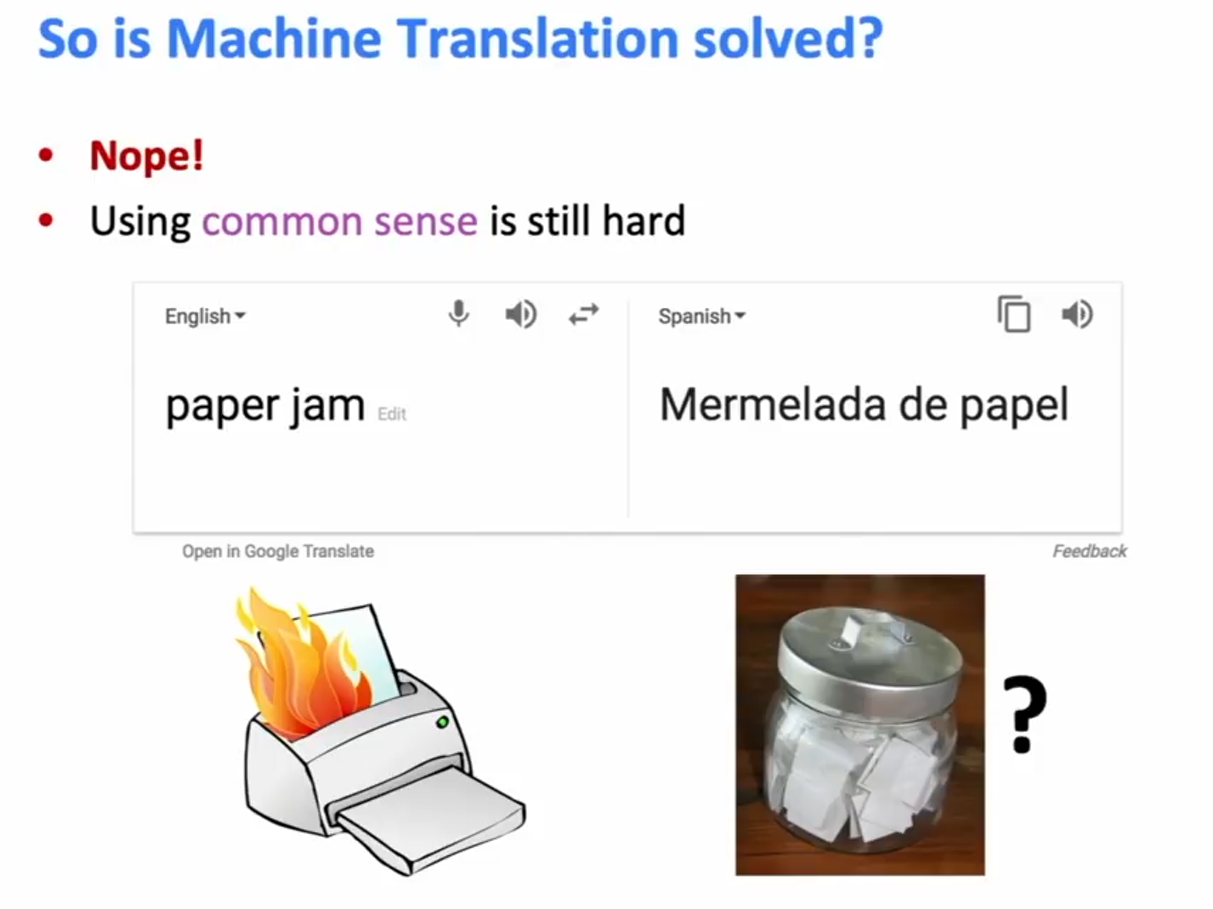 So is Machine Translation solved?
• Nope!
• Using common sense is still hard
English
Spanish
paper jam Edit
Mermelada de papel
Open in Google Translate
Feedback
?